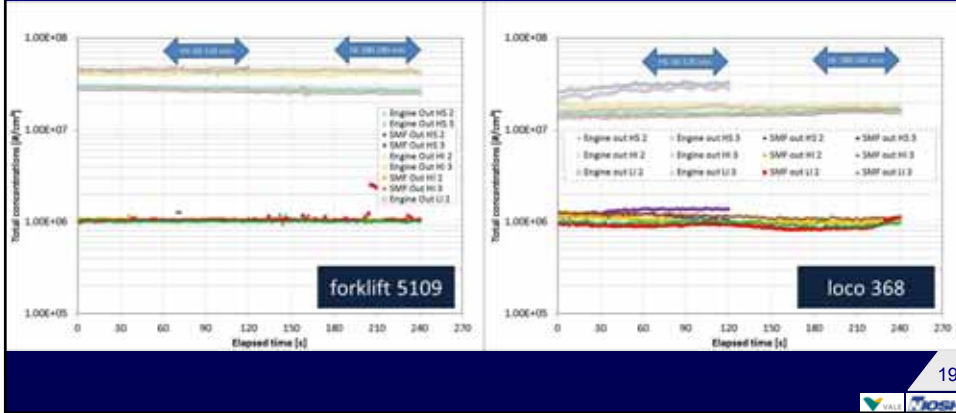 1.00E+08
1.00E+07
1.00E+06
1.00E+05
Total concentrations [#/cm³]
Engine Out HS 2
Engine Out HS 3
SMF Out HS 2
SMF Out HS 3
Engine Out HI 2
Engine Out HI 3
SMF Out HI 2
SMF Out HI 3
Engine Out LI 2
forklift 5109
0 30 60 90 120 150 180 210 240 270
Elapsed time [s]
1.00E+08
1.00E+07
1.00E+06
1.00E+05
Total concentrations [#/cm³]
Engine out HS 2 Engine out HS 3 SMF out HS 2 SMF out HS 3
Engine out HI 2 Engine out HI 3 SMF out HI 2 SMF out HI 3
Engine out LI 2 Engine out LI 3 SMF out LI 2 SMF out LI 3
loco 368
0 30 60 90 120 150 180 210 240 270
Elapsed time [s]
19
VALE NIOSH